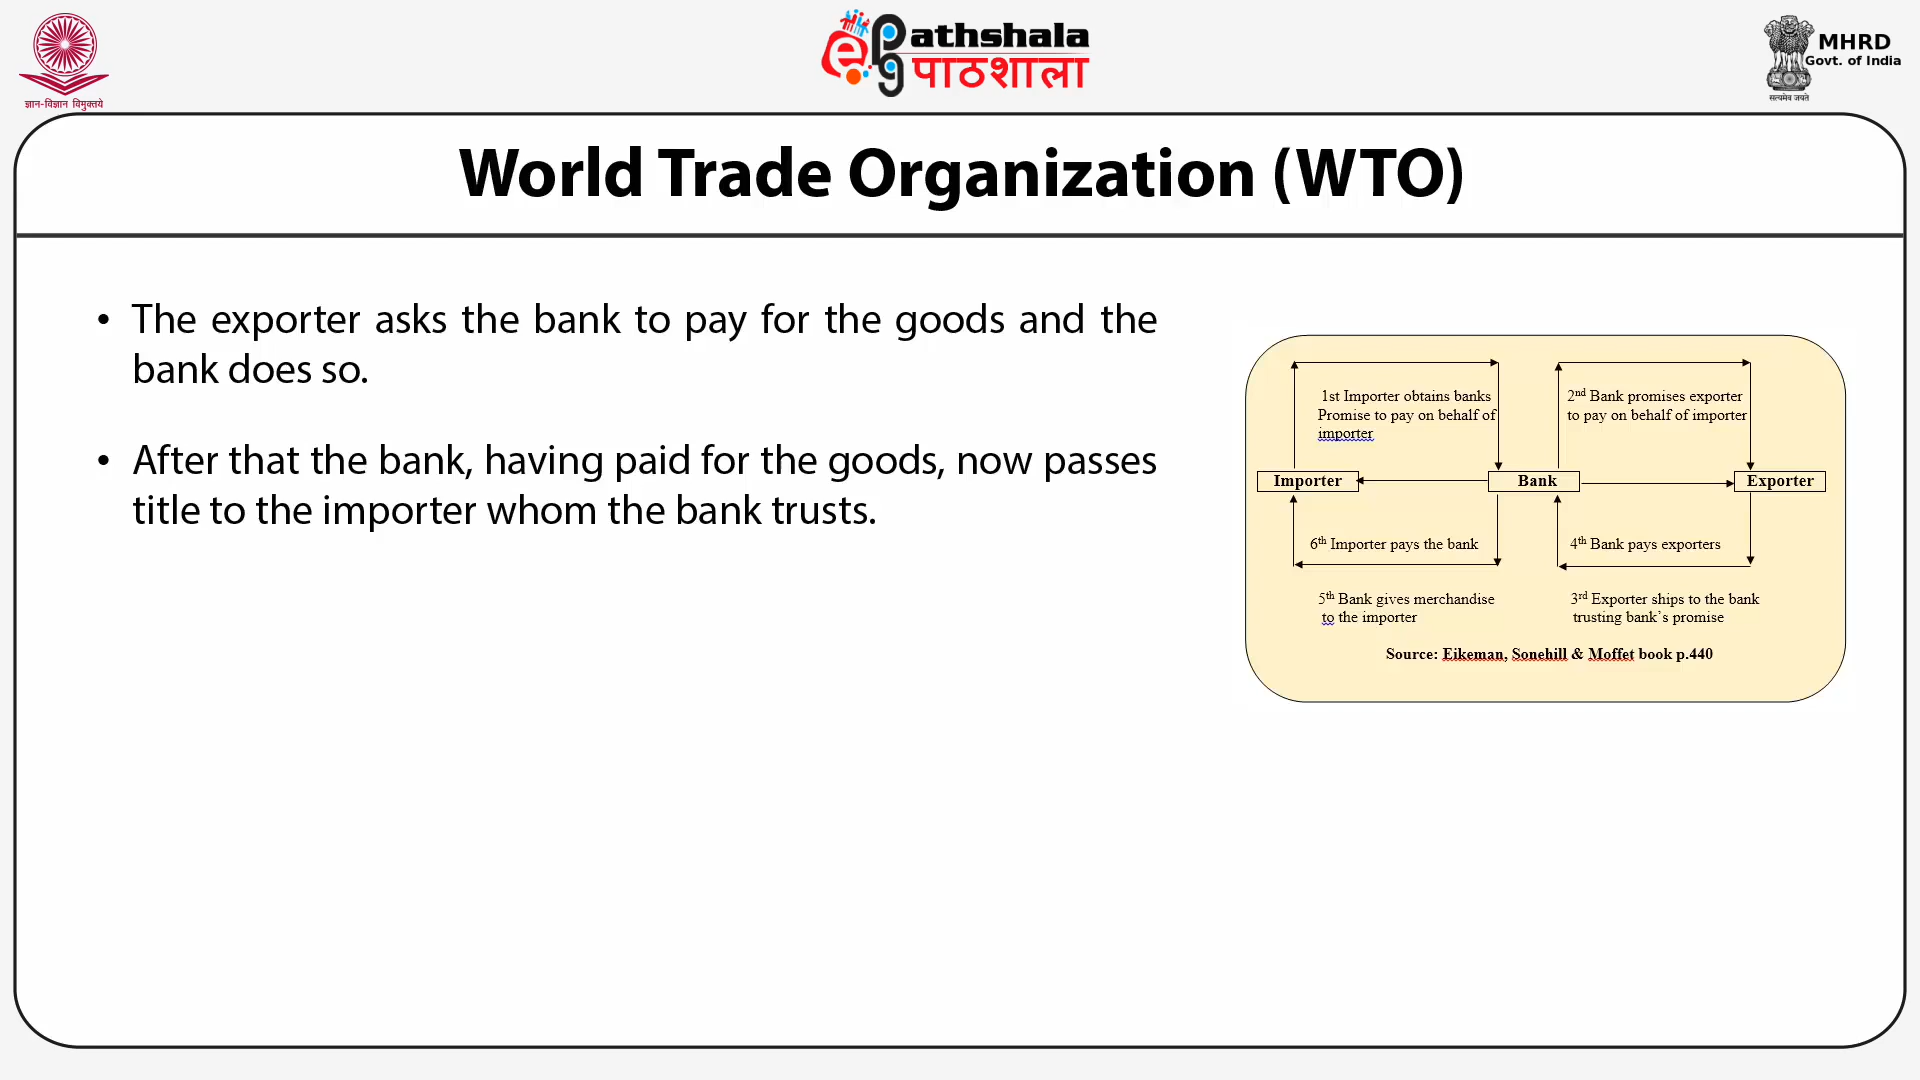 ज्ञान-विज्ञान विमुक्तये
ePGathshala
पाठशाला
MHRD
Govt. of India
सत्यमेव जयते
World Trade Organization (WTO)
• The exporter asks the bank to pay for the goods and the
bank does so.
• After that the bank, having paid for the goods, now passes
title to the importer whom the bank trusts.
1st Importer obtains banks
Promise to pay on behalf of
importer
2nd Bank promises exporter
to pay on behalf of importer
Importer
Bank
Exporter
6th Importer pays the bank
4th Bank pays exporters
5th Bank gives merchandise
to the importer
3rd Exporter ships to the bank
trusting bank’s promise
Source: Eikeman, Sonehill & Moffet book p.440